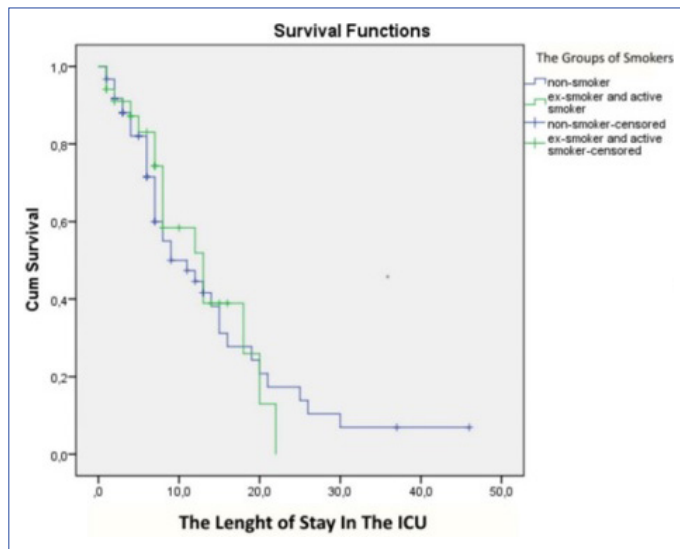 Survival Functions
The Groups of Smokers
non-smoker
ex-smoker and active
smoker
non-smoker-censored
ex-smoker and active
smoker-censored
Cum Survival
1,0
0,8
0,6
0,4
0,2
0,0
,0
10,0
20,0
30,0
40,0
50,0
The Lenght of Stay In The ICU